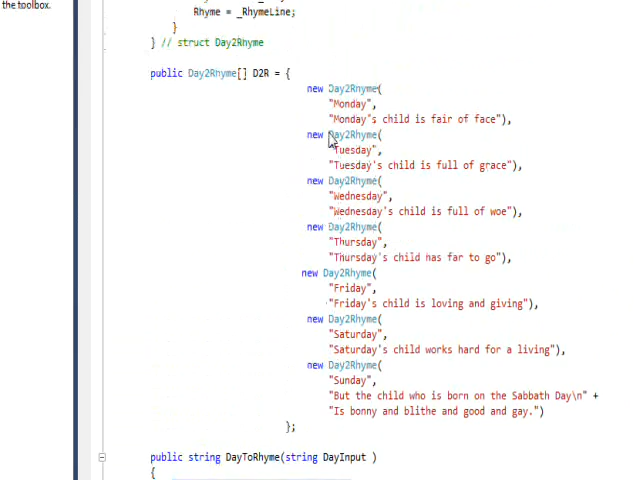 the toolbox.
Rhyme = _RhymeLine;
}
} // struct Day2Rhyme
public Day2Rhyme[] D2R = {
new Day2Rhyme(
"Monday",
"Monday's child is fair of face"),
new Day2Rhyme(
"Tuesday",
"Tuesday's child is full of grace"),
new Day2Rhyme(
"Wednesday",
"Wednesday's child is full of woe"),
new Day2Rhyme(
"Thursday",
"Thursday's child has far to go"),
new Day2Rhyme(
"Friday",
"Friday's child is loving and giving"),
new Day2Rhyme(
"Saturday",
"Saturday's child works hard for a living"),
new Day2Rhyme(
"Sunday",
"But the child who is born on the Sabbath Day\n" +
"Is bonny and blithe and good and gay.")
};
public string DayToRhyme(string DayInput )
{